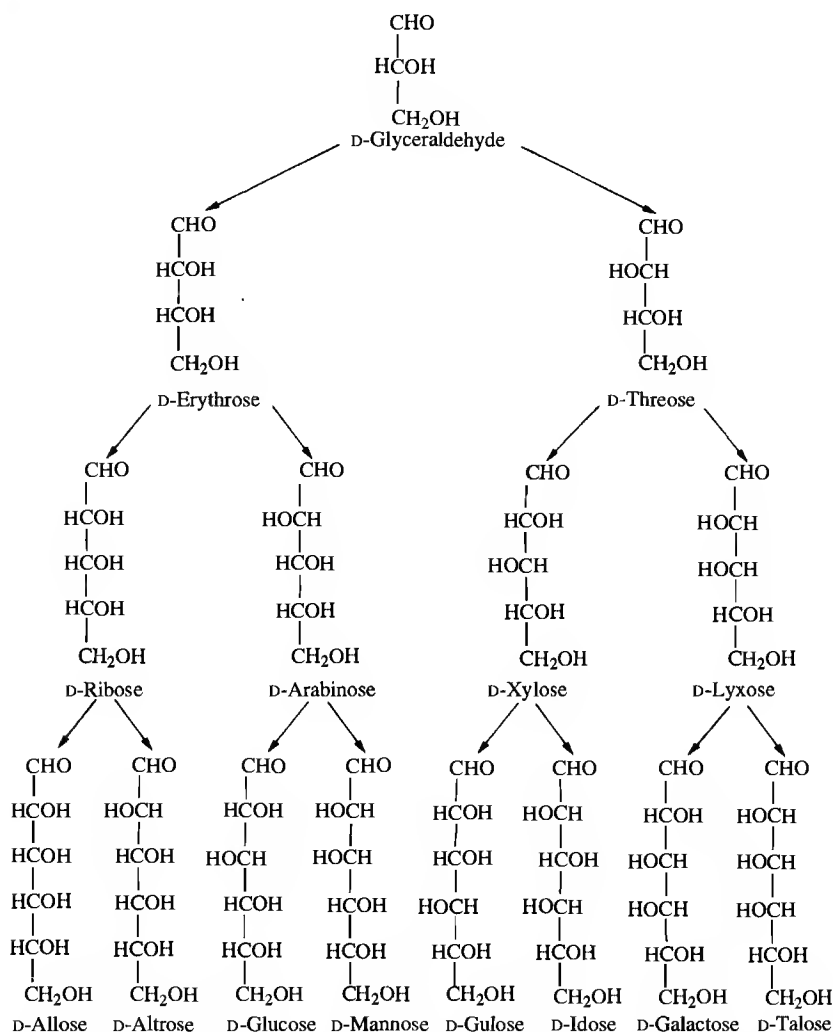 CHO
HCOH
CH₂OH
D-Glyceraldehyde
CHO CHO
HCOH HOCH
HCOH HCOH
CH₂OH CH₂OH
D-Erythrose D-Threose
CHO CHO CHO CHO
HCOH HOCH HCOH HOCH
HCOH HCOH HOCH HOCH
HCOH HCOH HCOH HCOH
CH₂OH CH₂OH CH₂OH CH₂OH
D-Ribose D-Arabinose D-Xylose D-Lyxose
CHO CHO CHO CHO CHO CHO CHO CHO
HCOH HOCH HCOH HOCH HCOH HOCH HCOH HOCH
HCOH HCOH HOCH HOCH HCOH HCOH HOCH HOCH
HCOH HCOH HCOH HCOH HOCH HOCH HOCH HOCH
HCOH HCOH HCOH HCOH HCOH HCOH HCOH HCOH
CH₂OH CH₂OH CH₂OH CH₂OH CH₂OH CH₂OH CH₂OH CH₂OH
D-Allose D-Altrose D-Glucose D-Mannose D-Gulose D-Idose D-Galactose D-Talose